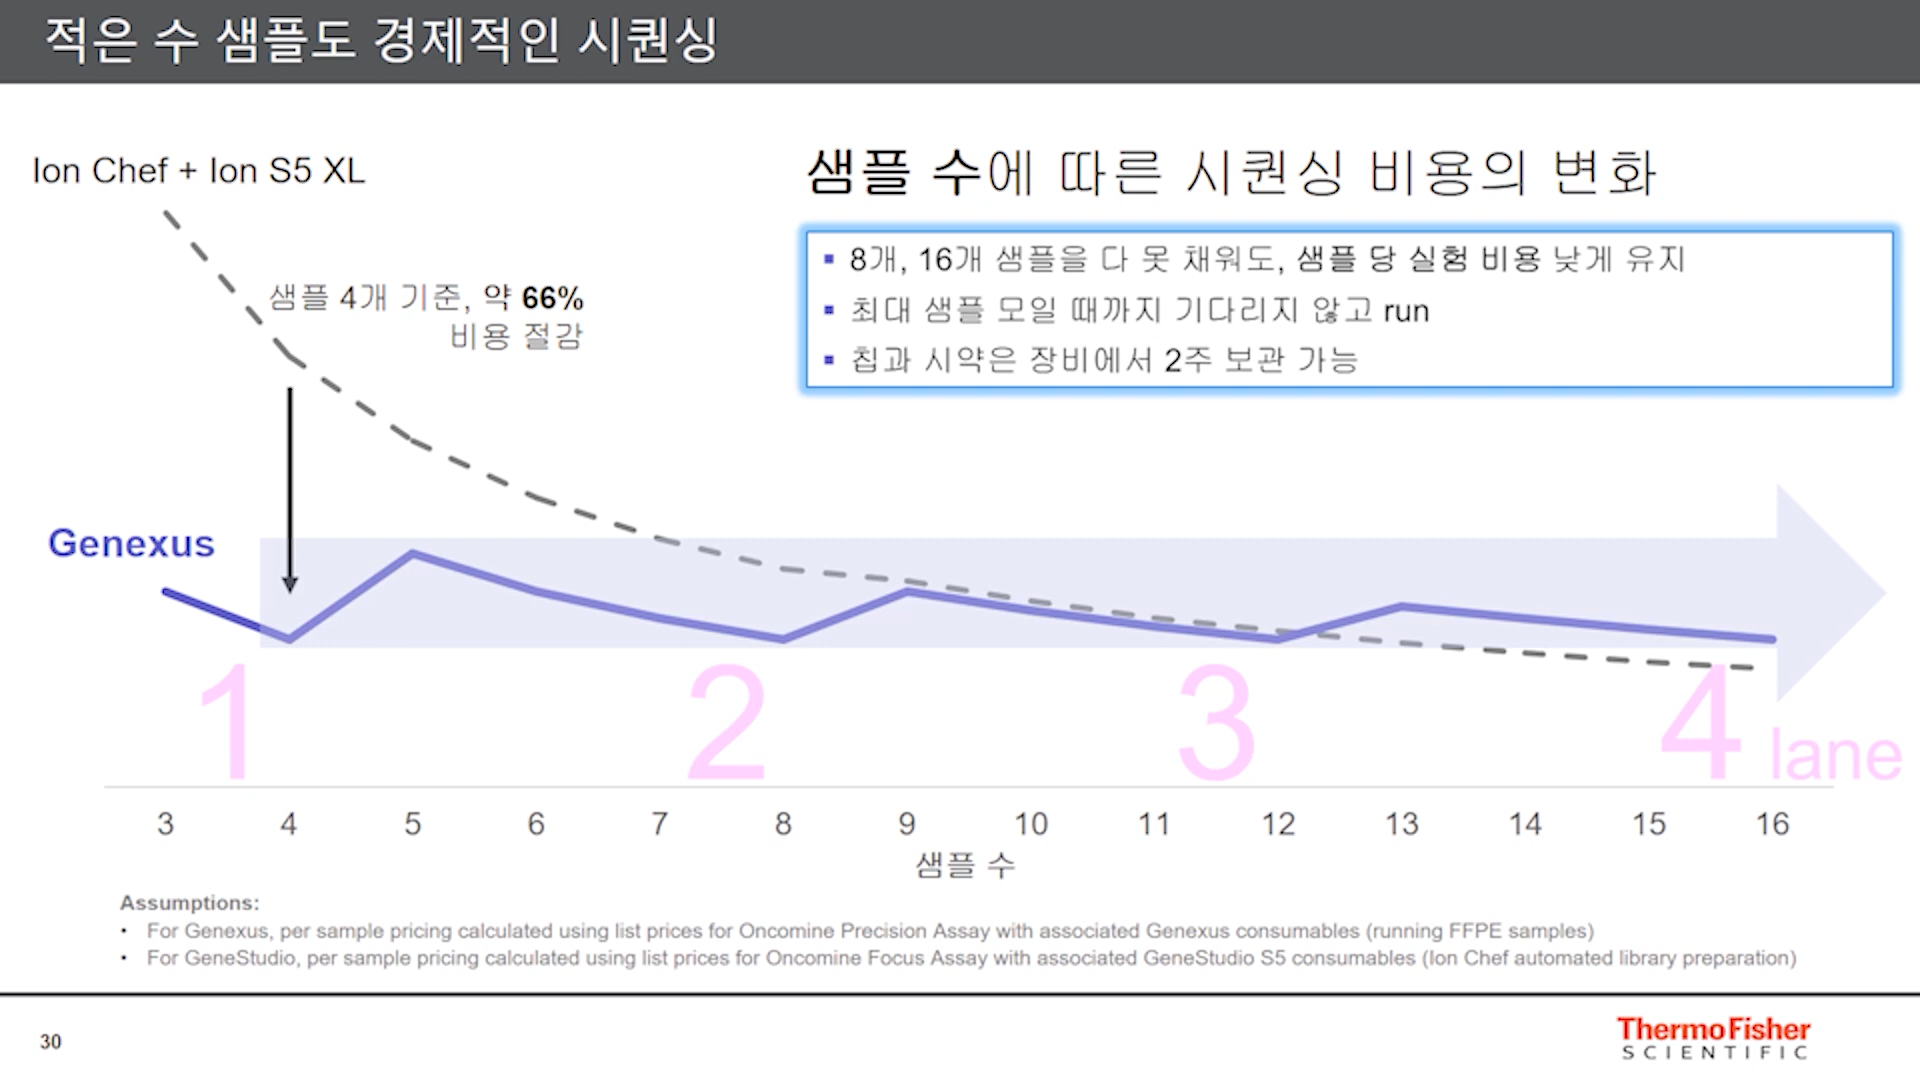 적은 수 샘플도 경제적인 시퀀싱
Ion Chef + Ion S5 XL
샘플 수에 따른 시퀀싱 비용의 변화
▪ 8개, 16개 샘플을 다 못 채워도, 샘플 당 실험 비용 낮게 유지
▪ 최대 샘플 모일 때까지 기다리지 않고 run
▪ 칩과 시약은 장비에서 2주 보관 가능
샘플 4개 기준, 약 66%
비용 절감
Genexus
1 2 3 4 lane
3 4 5 6 7 8 9 10 11 12 13 14 15 16
샘플 수
Assumptions:
• For Genexus, per sample pricing calculated using list prices for Oncomine Precision Assay with associated Genexus consumables (running FFPE samples)
• For GeneStudio, per sample pricing calculated using list prices for Oncomine Focus Assay with associated GeneStudio S5 consumables (Ion Chef automated library preparation)
30
ThermoFisher
SCIENTIFIC